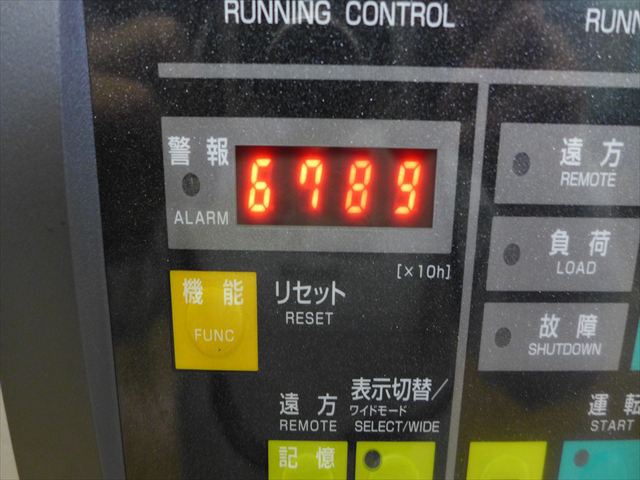 RUNNING CONTROL
RUNN
警報
ALARM
6789
[×10h]
機能
FUNC
リセット
RESET
遠方
REMOTE
負荷
LOAD
故障
SHUTDOWN
遠方
REMOTE
表示切替/
ワイドモード
SELECT/WIDE
運転
START
記憶